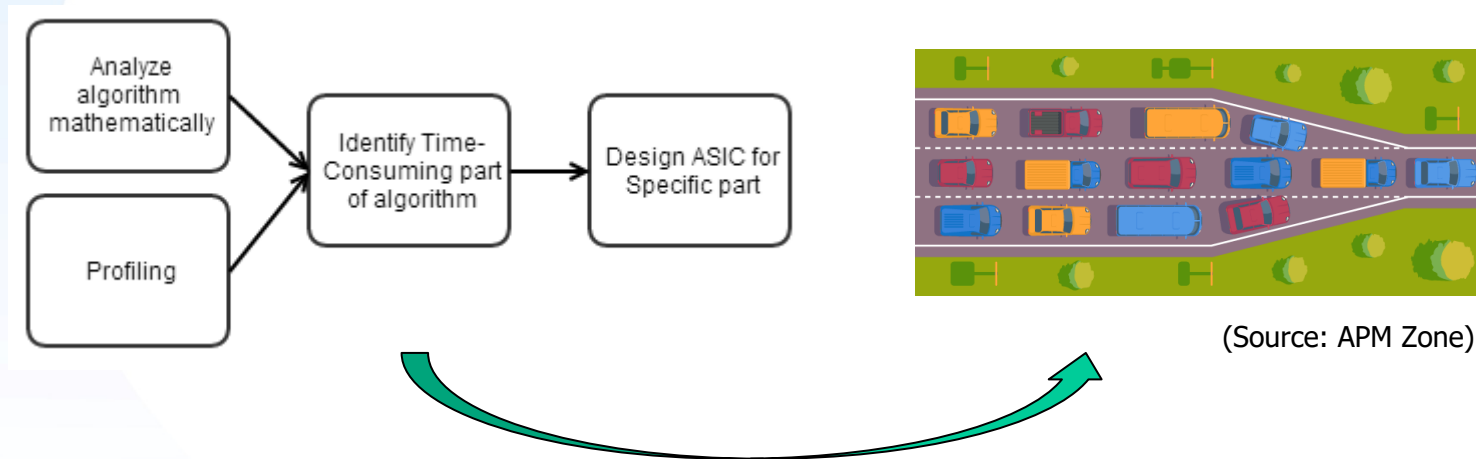 Analyze
algorithm
mathematically
Profiling
Identify Time-
Consuming part
of algorithm
Design ASIC for
Specific part
(Source: APM Zone)